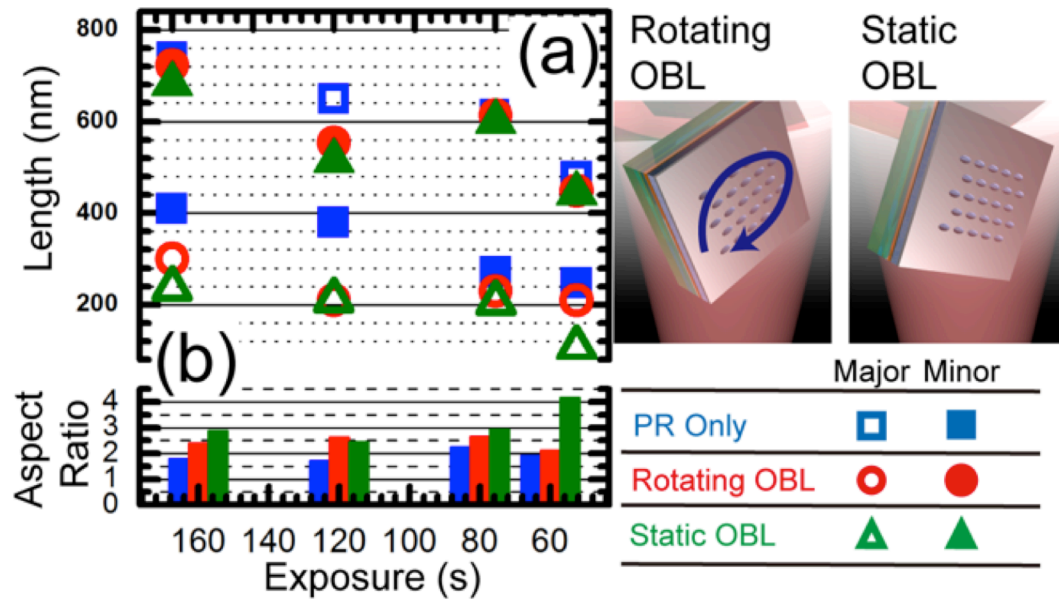 800
600
400
200
Length (nm)
(a)
Rotating
OBL
Static
OBL
(b)
4
3
2
1
0
Aspect
Ratio
160 140 120 100 80 60
Exposure (s)
Major Minor
PR Only
Rotating OBL
Static OBL